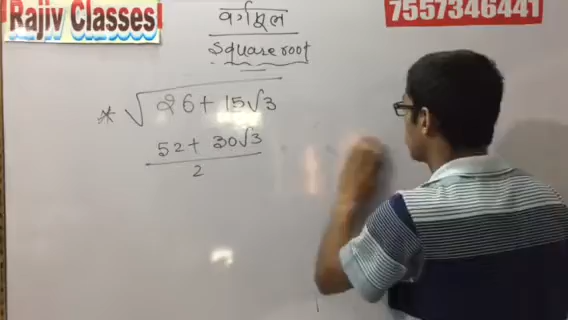 Rajiv Classes
7557346441
वर्गमूल
Square root
* √26 + 15√3
52 + 30√3
2